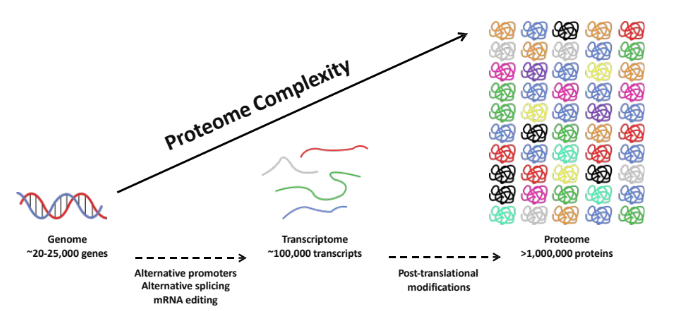 Proteome Complexity
Genome
~20-25,000 genes
Alternative promoters
Alternative splicing
mRNA editing
Transcriptome
~100,000 transcripts
Post-translational
modifications
Proteome
>1,000,000 proteins